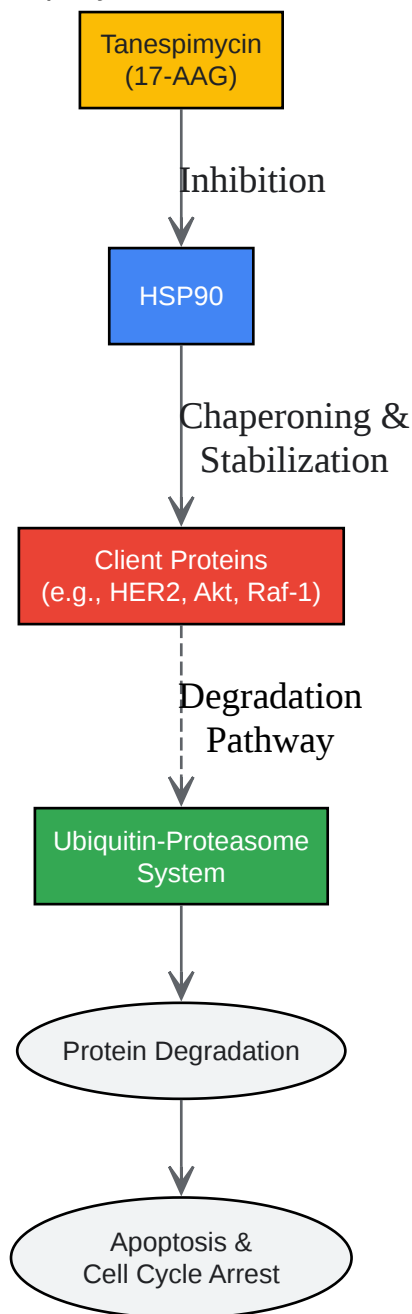 Tanespimycin
(17-AAG)
Inhibition
HSP90
Chaperoning &
Stabilization
Client Proteins
(e.g., HER2, Akt, Raf-1)
Degradation
Pathway
Ubiquitin-Proteasome
System
Protein Degradation
Apoptosis &
Cell Cycle Arrest